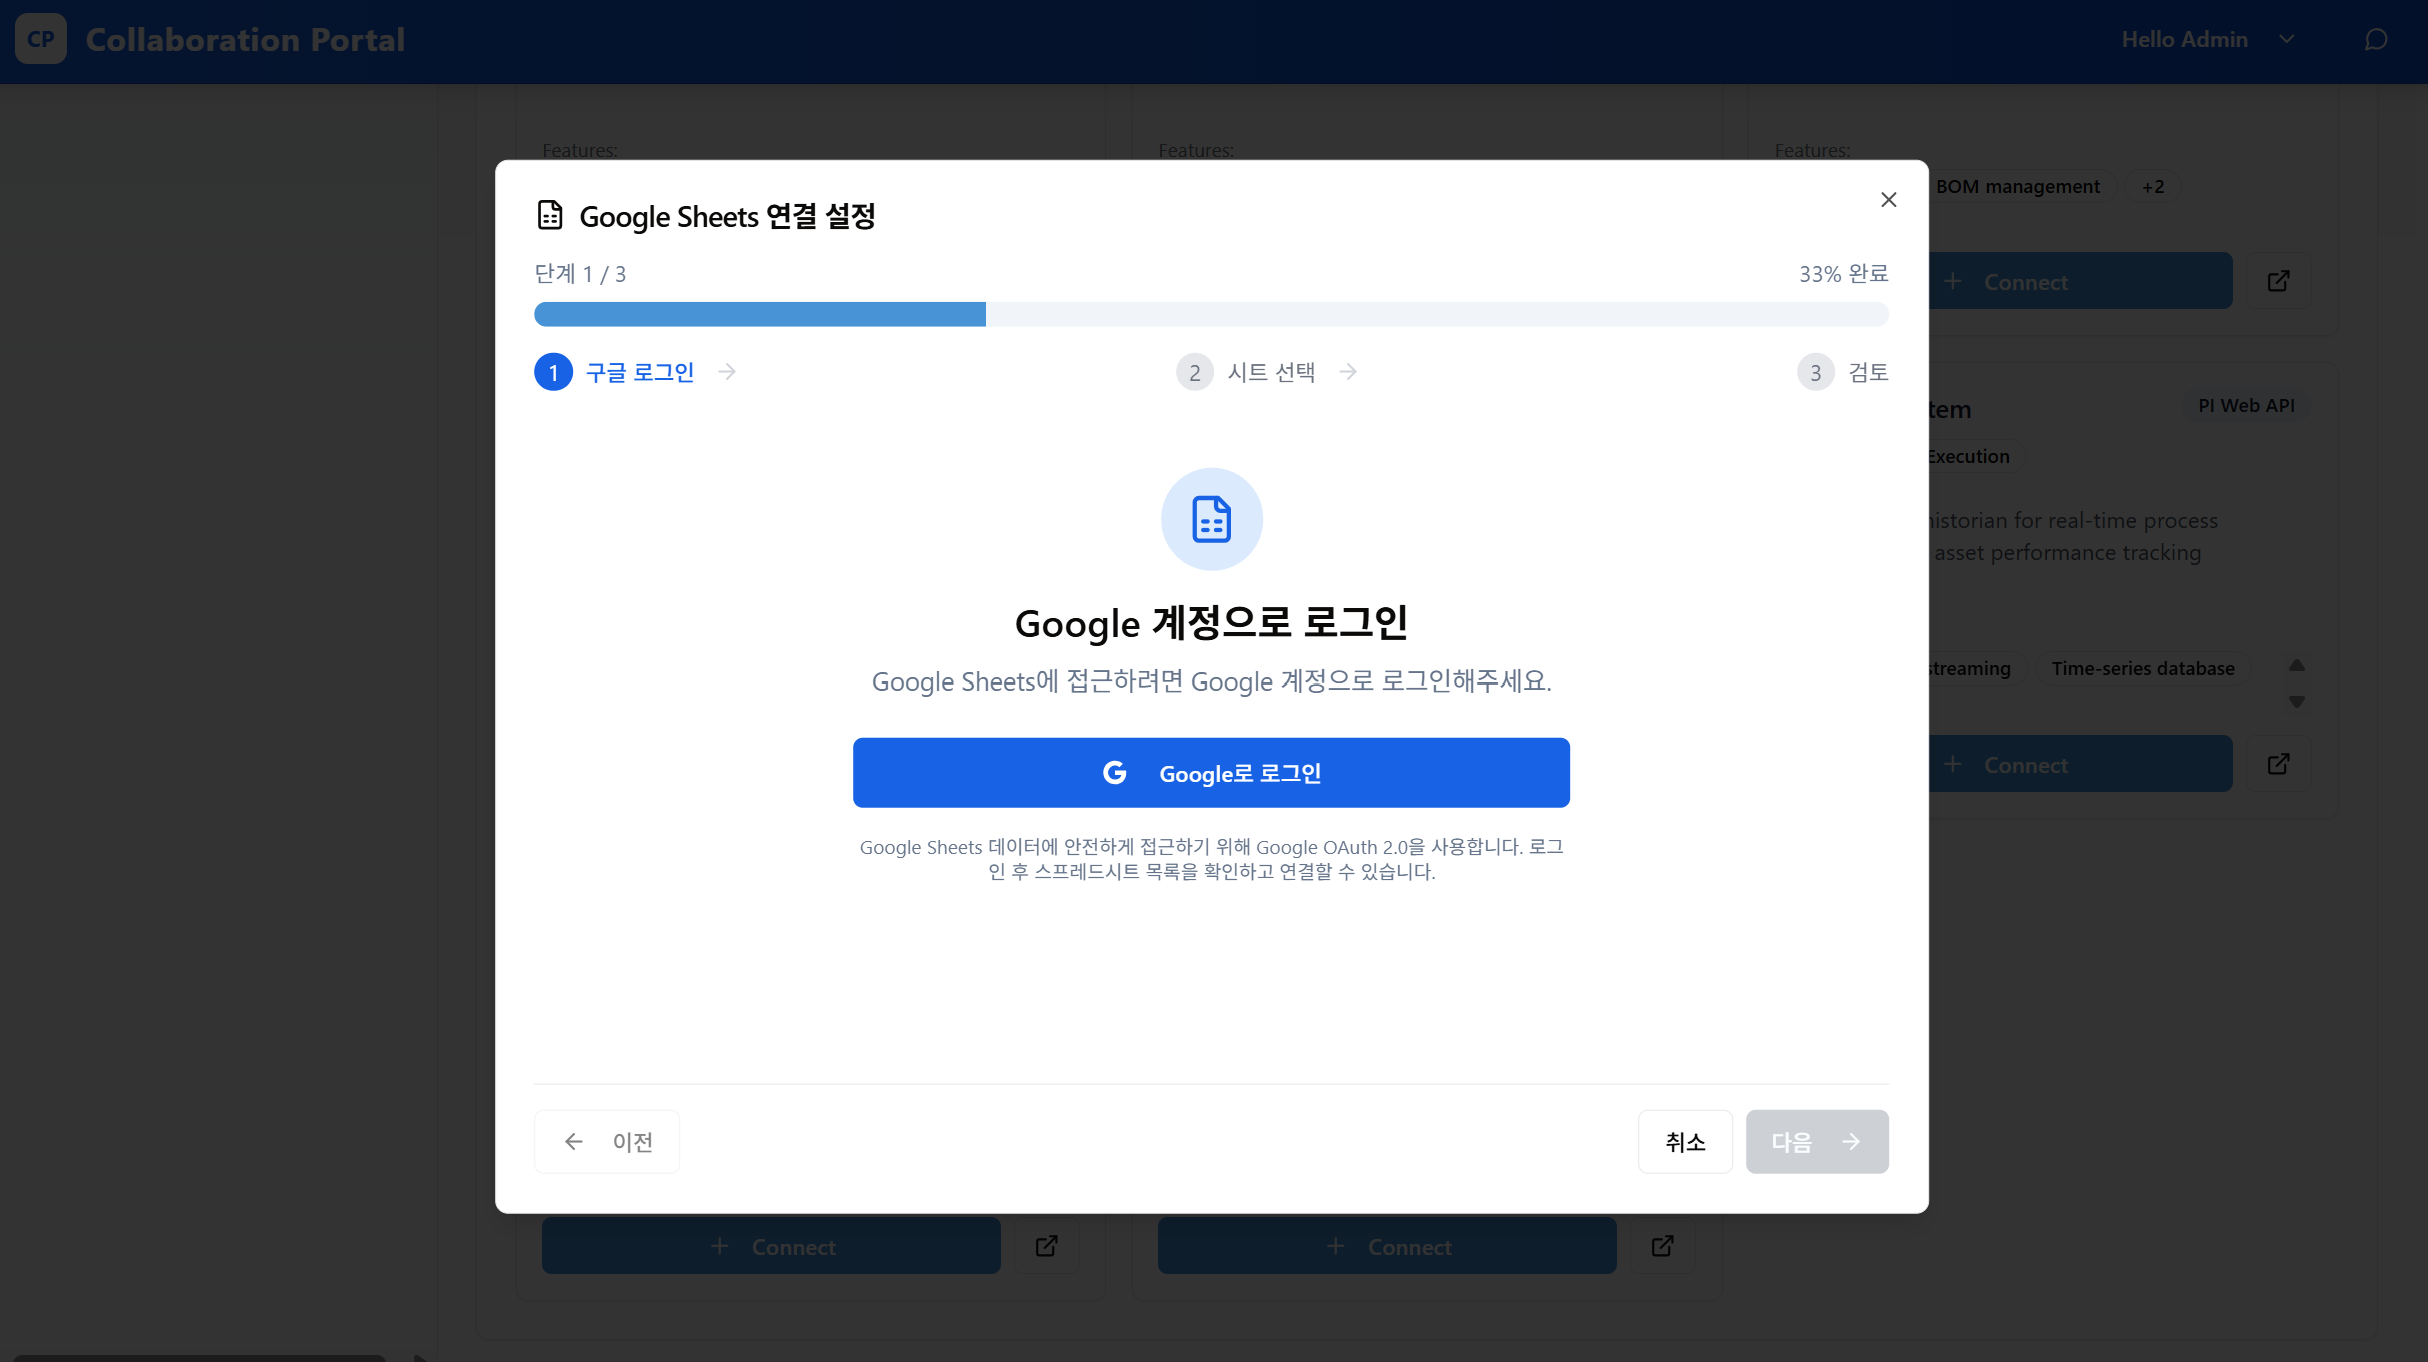 CP
Collaboration Portal
Hello Admin
Features:
Features:
Features:
BOM management
+2
Connect
Google Sheets 연결 설정
단계 1 / 3
33% 완료
1
구글 로그인
2
시트 선택
3
검토
tem
PI Web API
Execution
historian for real-time process
asset performance tracking
streaming
Time-series database
Connect
Google 계정으로 로그인
Google Sheets에 접근하려면 Google 계정으로 로그인해주세요.
G
Google로 로그인
Google Sheets 데이터에 안전하게 접근하기 위해 Google OAuth 2.0을 사용합니다. 로그
인 후 스프레드시트 목록을 확인하고 연결할 수 있습니다.
이전
취소
다음
Connect
Connect